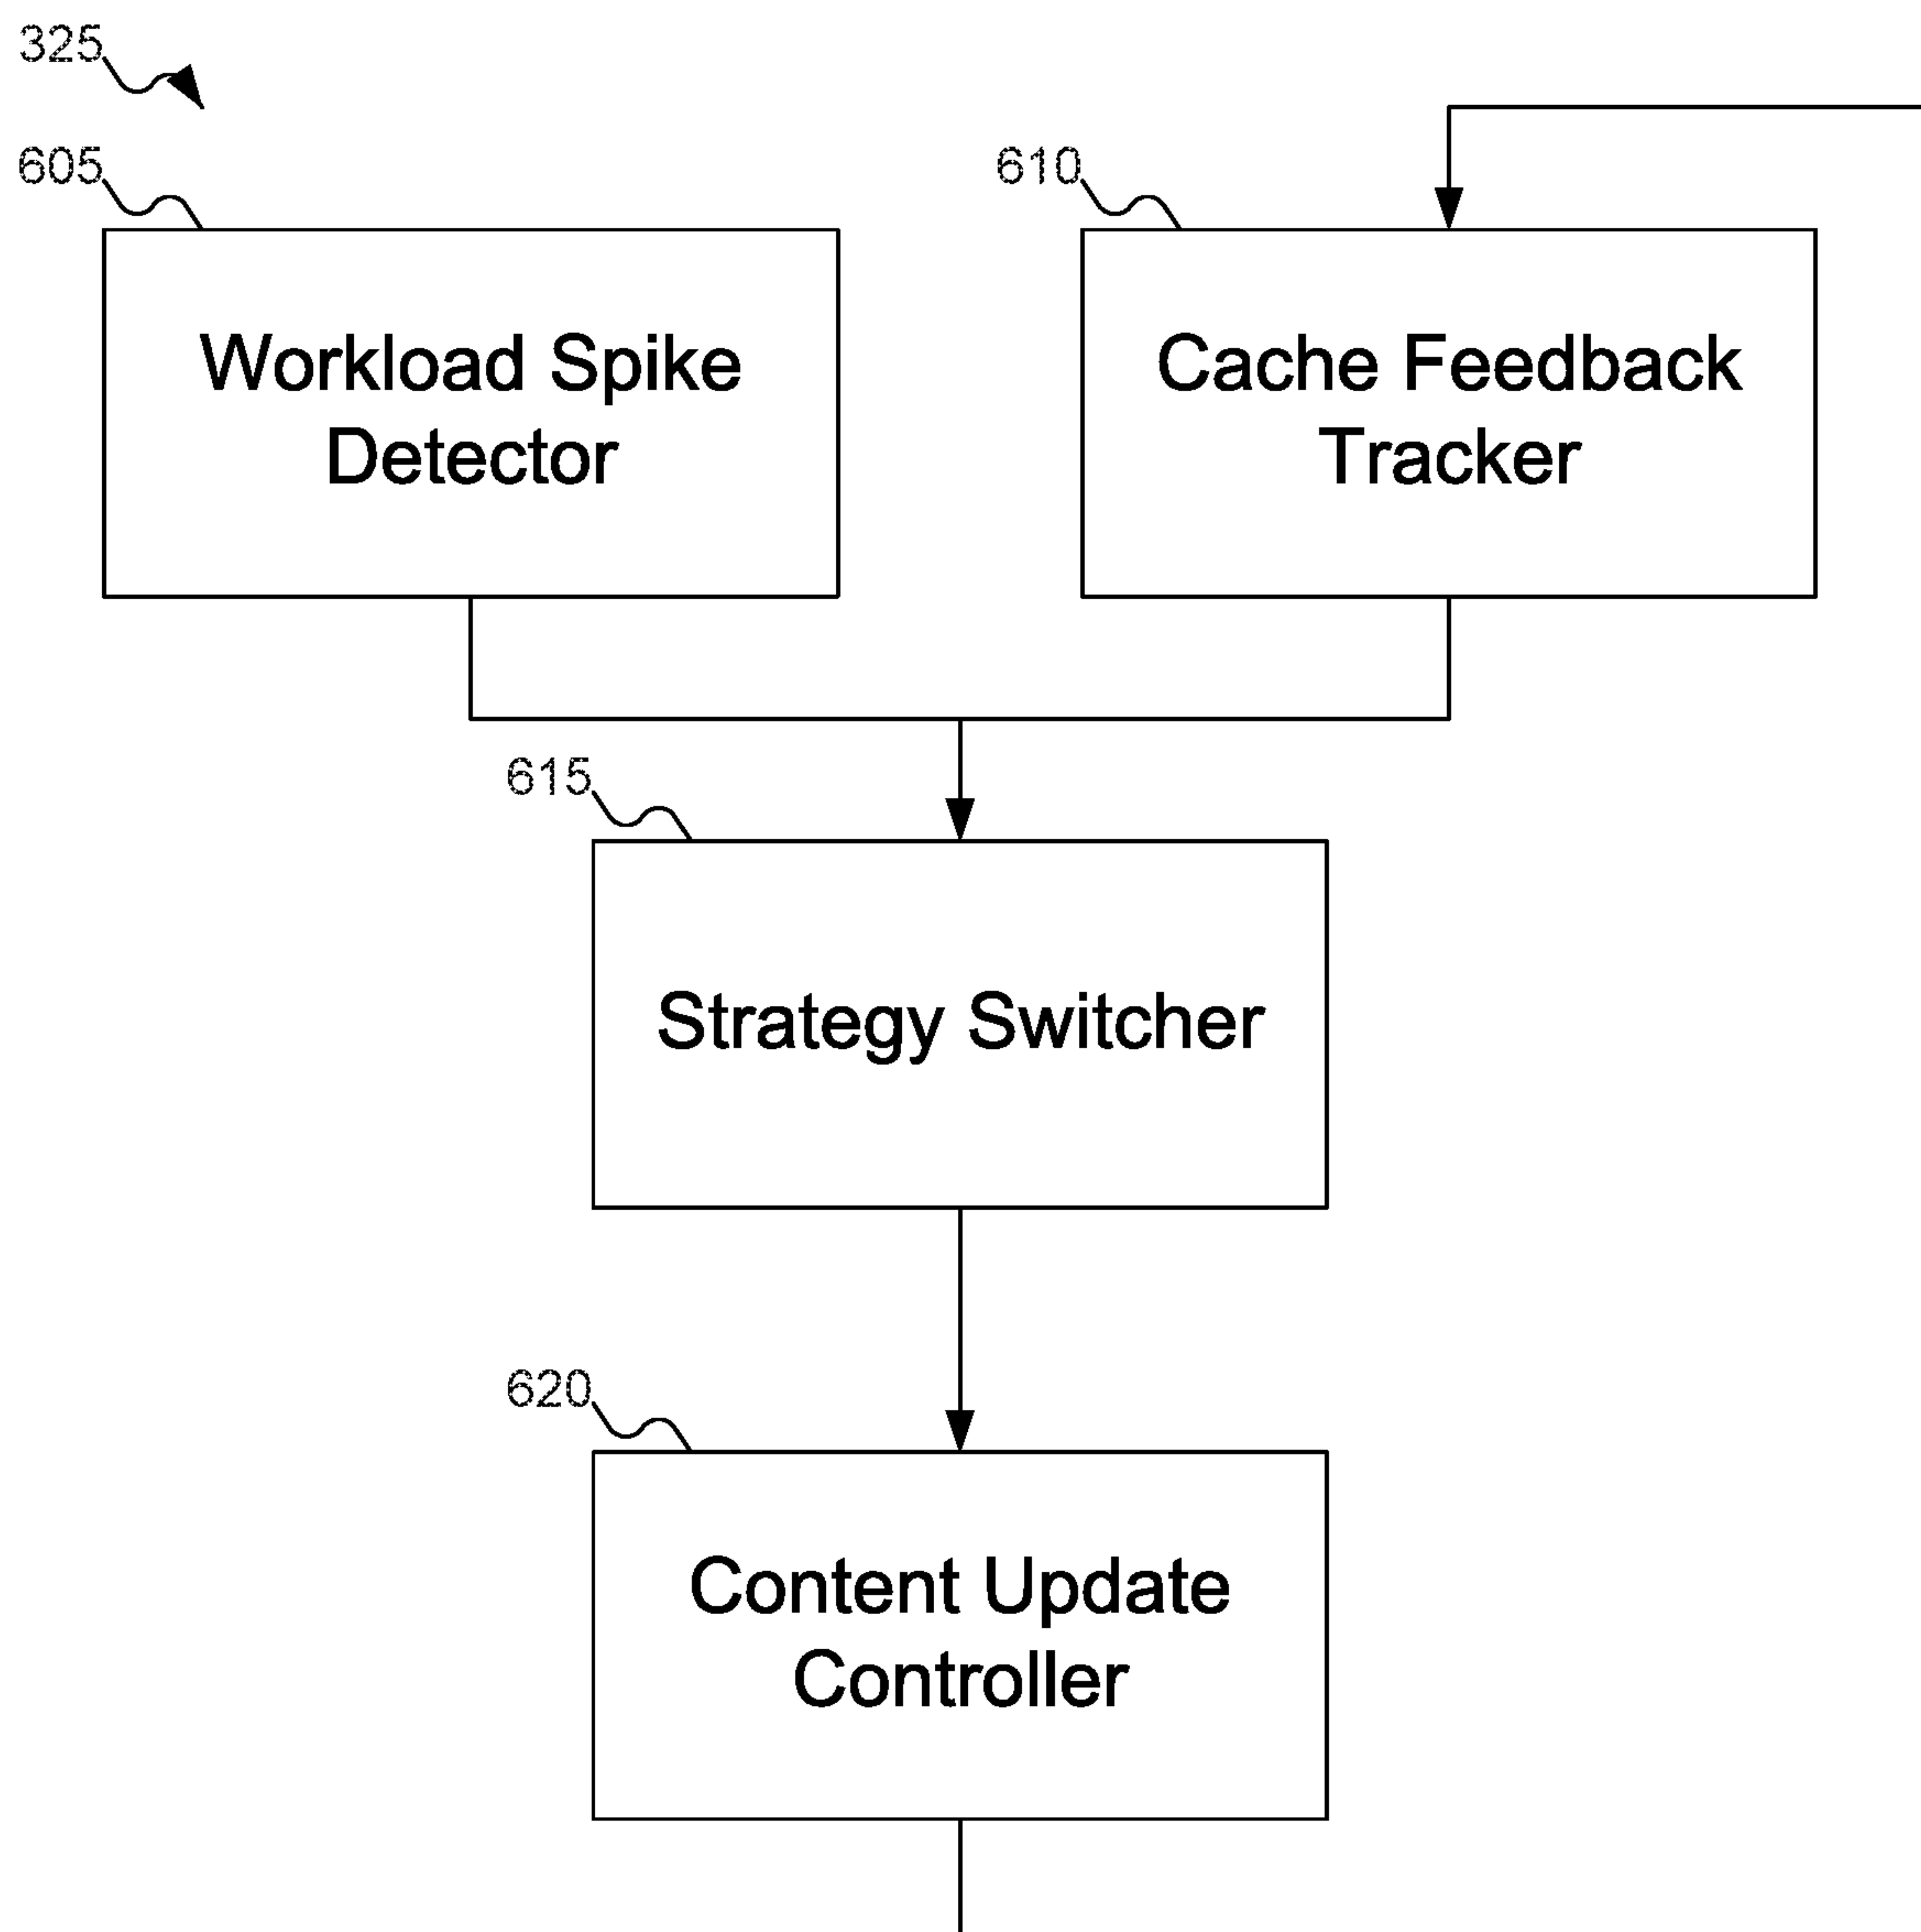 325
605
610
Workload Spike
Detector
Cache Feedback
Tracker
615
Strategy Switcher
620
Content Update
Controller